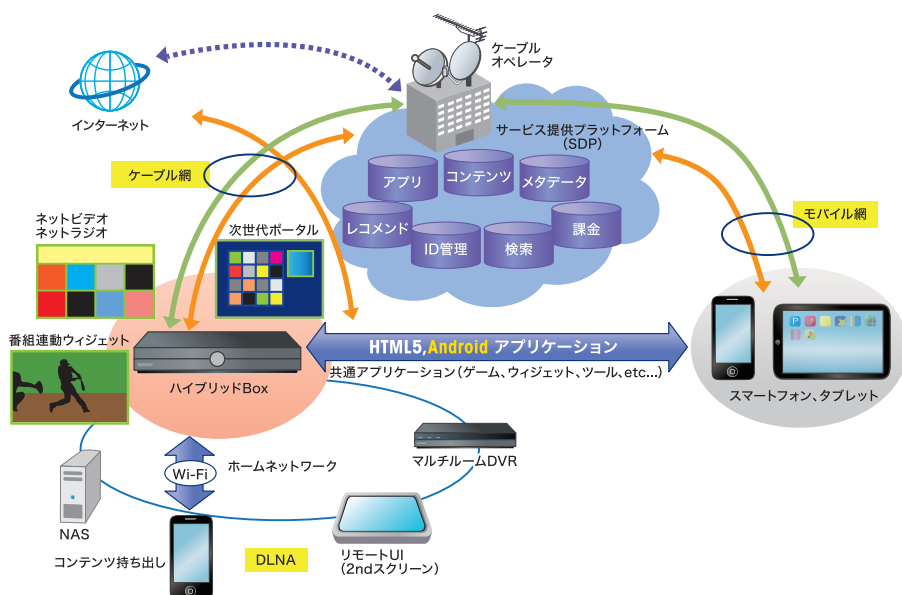 ケーブル
オペレータ
インターネット
サービス提供プラットフォーム
(SDP)
ケーブル網
アプリ
コンテンツ
メタデータ
レコメンド
ID管理
検索
課金
モバイル網
ネットビデオ
ネットラジオ
次世代ポータル
番組連動ウィジェット
HTML5,Android アプリケーション
共通アプリケーション(ゲーム、ウィジェット、ツール、etc...)
ハイブリッドBox
スマートフォン、タブレット
マルチルームDVR
Wi-Fi
ホームネットワーク
NAS
コンテンツ持ち出し
DLNA
リモートUI
(2ndスクリーン)